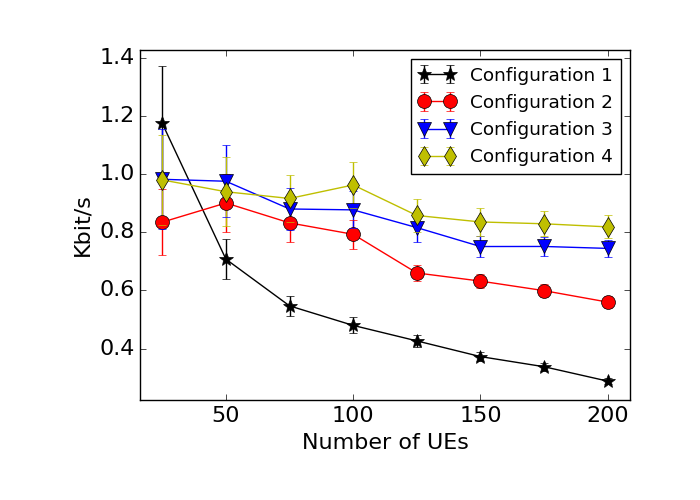 1.4
1.2
1.0
0.8
0.6
0.4
Kbit/s
50
100
150
200
Number of UEs
Configuration 1
Configuration 2
Configuration 3
Configuration 4